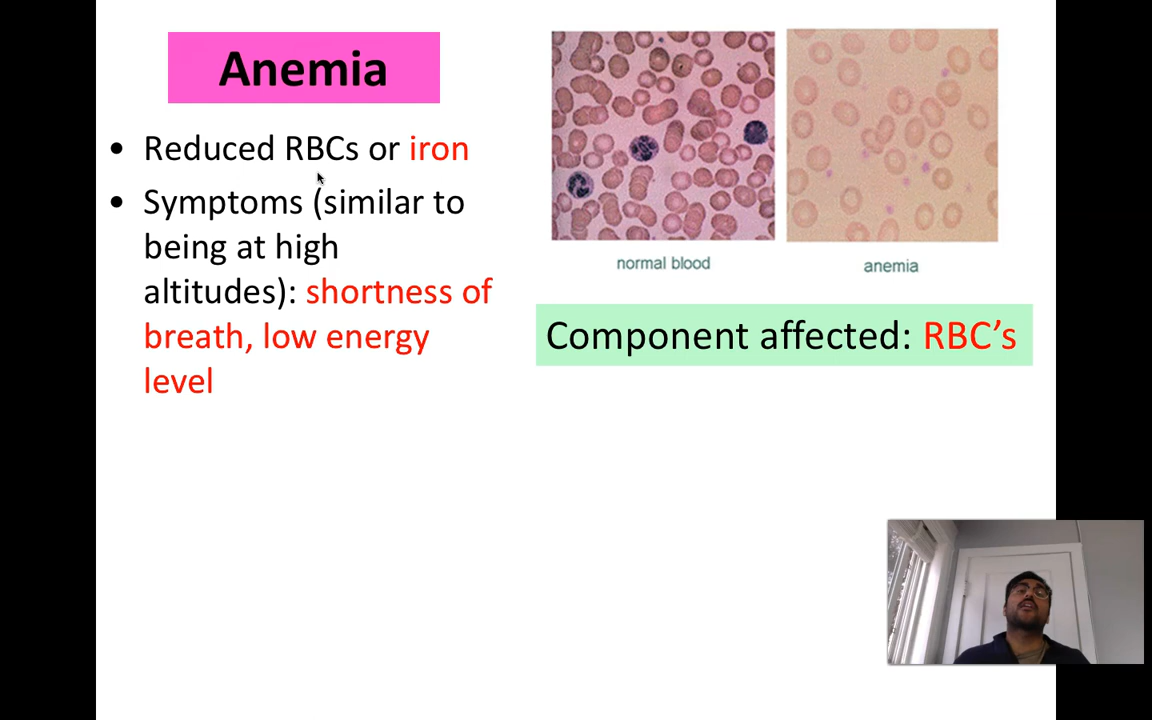 Anemia
• Reduced RBCs or iron
• Symptoms (similar to
being at high
altitudes): shortness of
breath, low energy
level
normal blood
anemia
Component affected: RBC’s